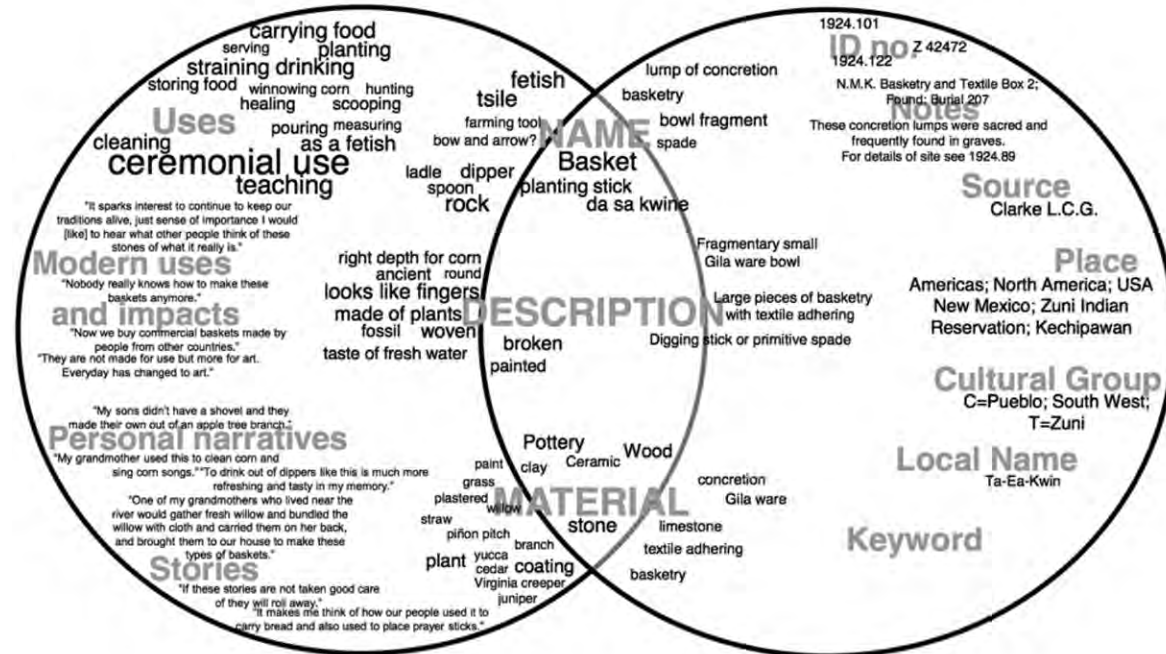 carrying food
serving
planting
straining drinking
storing food
winnowing corn
hunting
healing
scooping
Uses
pouring
measuring
cleaning
as a fetish
ceremonial use
teaching
"It sparks interest to continue to keep our
traditions alive, just sense of importance I would
[like] to hear what other people think of these
stones of what it really is."
Modern uses
"Nobody really knows how to make these
baskets anymore."
and impacts
"Now we buy commercial baskets made by
people from other countries."
"They are not made for use but more for art.
Everyday has changed to art."
"My sons didn't have a shovel and they
made their own out of an apple tree branch."
Personal narratives
"My grandmother used this to clean corn and
sing corn songs."
"To drink out of dippers like this is much more
refreshing and tasty in my memory."
"One of my grandmothers who lived near the
river would gather fresh willow and bundled the
willow with cloth and carried them on her back,
and brought them to our house to make these
types of baskets."
Stories
"If these stories are not taken good care
of they will roll away."
"It makes me think of how our people used it to
carry bread and also used to place prayer sticks."
fetish
tsile
farming tool
NAME
bow and arrow?
Basket
ladle
dipper
spoon
planting stick
rock
da sa kwine
lump of concretion
basketry
bowl fragment
spade
right depth for corn
ancient
round
looks like fingers
DESCRIPTION
made of plants
fossil
woven
broken
taste of fresh water
painted
Fragmentary small
Gila ware bowl
Large pieces of basketry
with textile adhering
Digging stick or primitive spade
Pottery
Wood
paint
clay
Ceramic
grass
plastered
MATERIAL
willow
straw
stone
piñon pitch
branch
plant
yucca
cedar
coating
Virginia creeper
juniper
concretion
Gila ware
limestone
textile adhering
basketry
1924.101
ID no.
Z 42472
1924.122
N.M.K. Basketry and Textile Box 2;
Found: Burial 207
Notes
These concretion lumps were sacred and
frequently found in graves.
For details of site see 1924.89
Source
Clarke L.C.G.
Place
Americas; North America; USA
New Mexico; Zuni Indian
Reservation; Kechipawan
Cultural Group
C=Pueblo; South West;
T=Zuni
Local Name
Ta-Ea-Kwin
Keyword